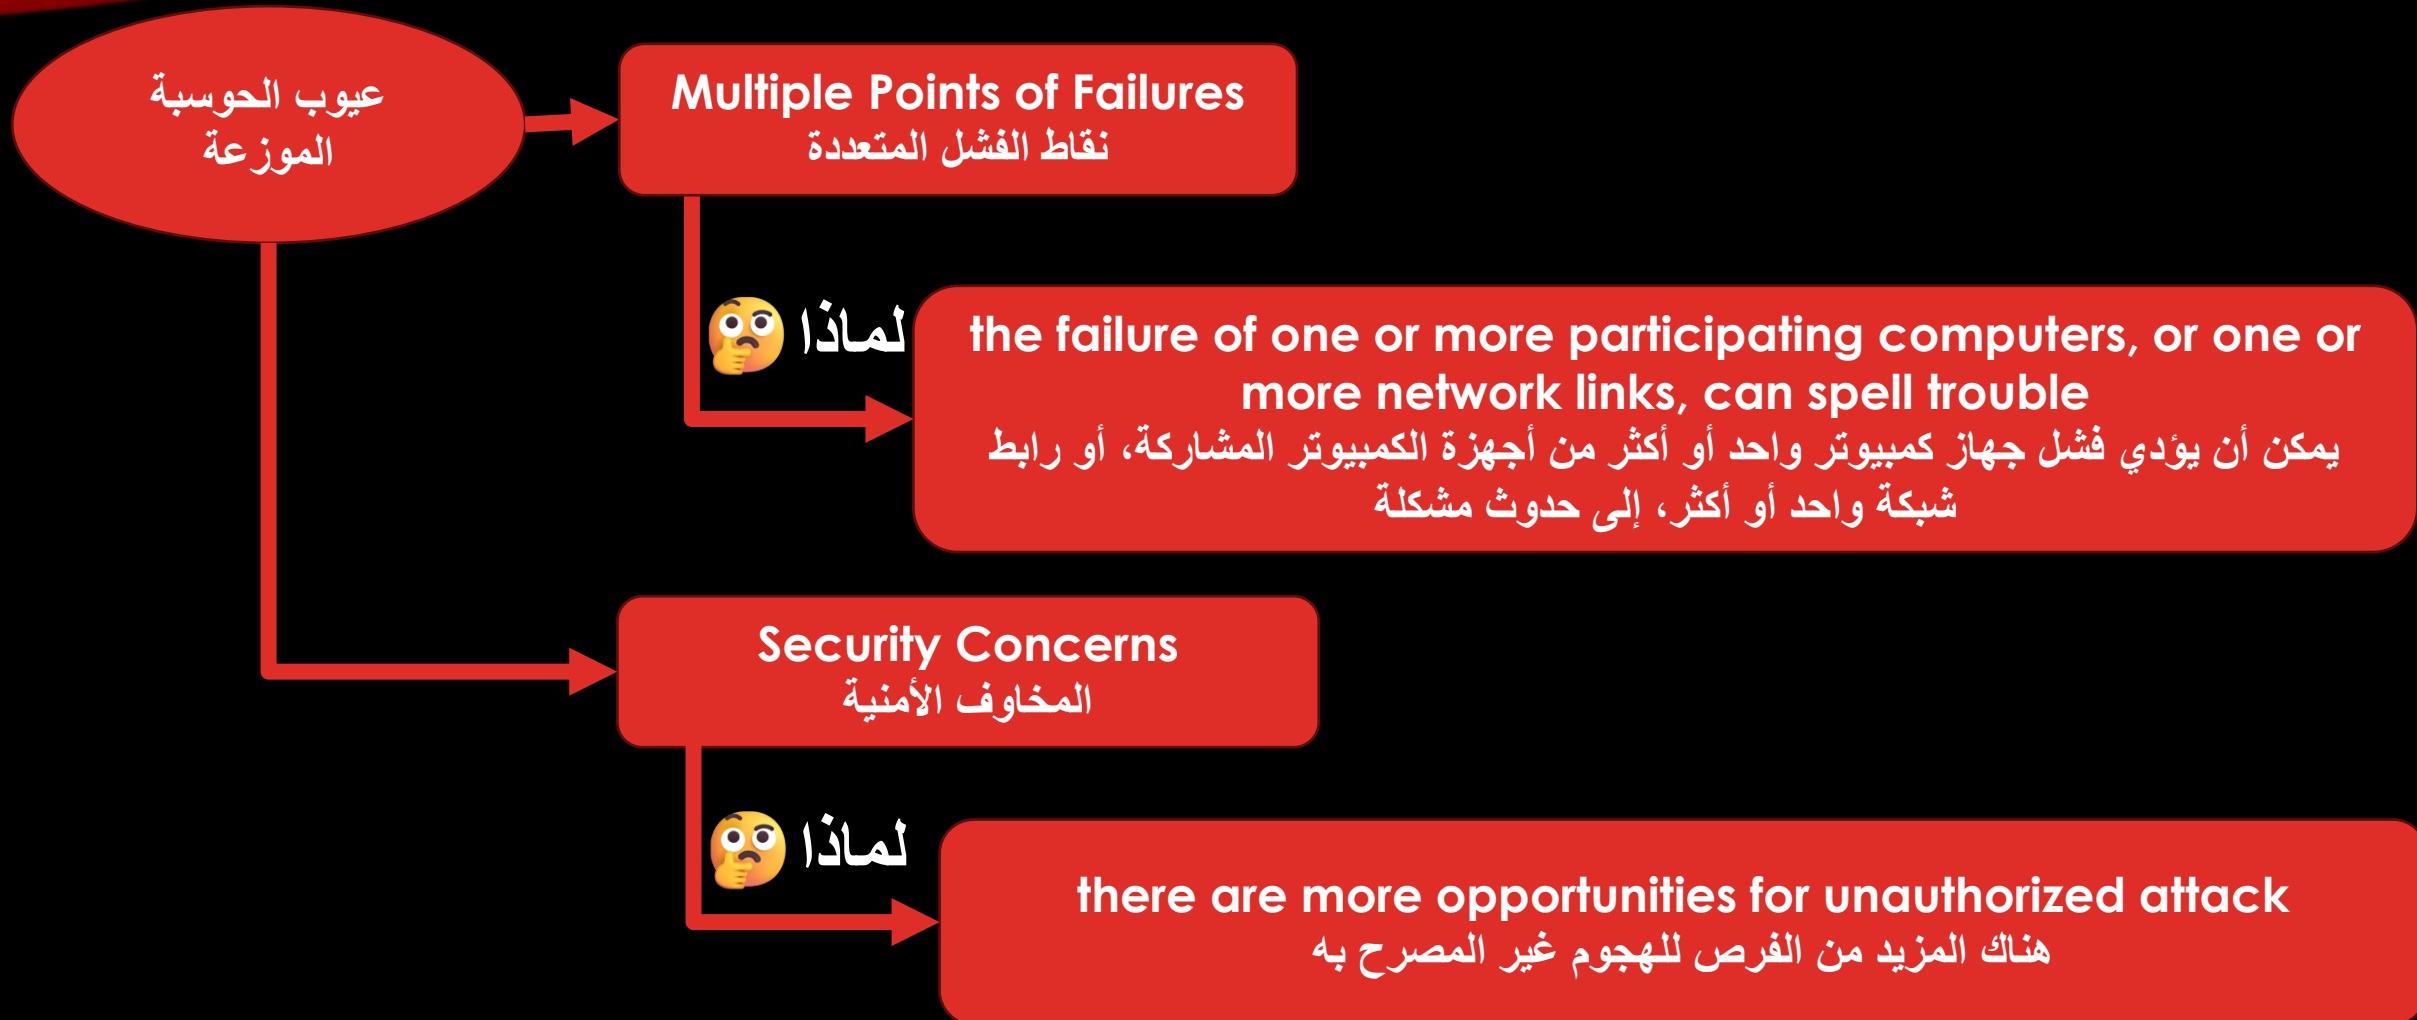 عيوب الحوسبة
الموزعة
Multiple Points of Failures
نقاط الفشل المتعددة
لماذا 🤔
the failure of one or more participating computers, or one or
more network links, can spell trouble
يمكن أن يؤدي فشل جهاز كمبيوتر واحد أو أكثر من أجهزة الكمبيوتر المشاركة، أو رابط
شبكة واحد أو أكثر، إلى حدوث مشكلة
Security Concerns
المخاوف الأمنية
لماذا 🤔
there are more opportunities for unauthorized attack
هناك المزيد من الفرص للهجوم غير المصرح به